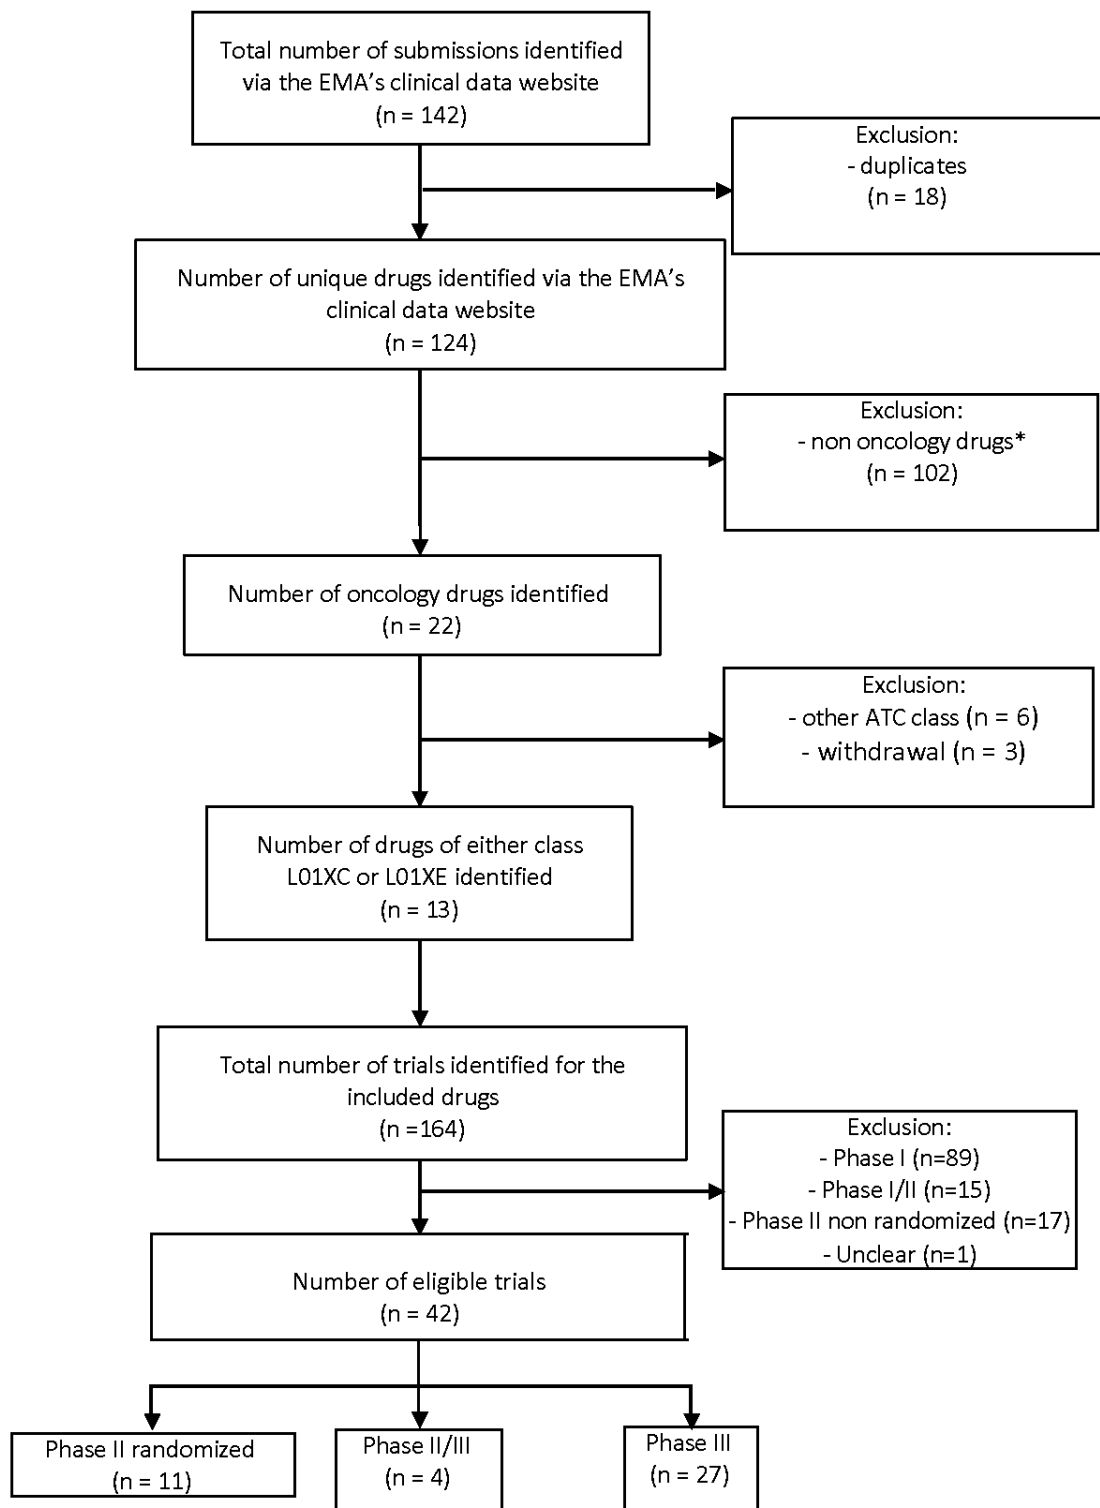 Total number of submissions identified
via the EMA’s clinical data website
(n = 142)
Exclusion:
- duplicates
(n = 18)
Number of unique drugs identified via the EMA’s
clinical data website
(n = 124)
Exclusion:
- non oncology drugs*
(n = 102)
Number of oncology drugs identified
(n = 22)
Exclusion:
- other ATC class (n = 6)
- withdrawal (n = 3)
Number of drugs of either class
L01XC or L01XE identified
(n = 13)
Total number of trials identified for the
included drugs
(n =164)
Exclusion:
- Phase I (n=89)
- Phase I/II (n=15)
- Phase II non randomized (n=17)
- Unclear (n=1)
Number of eligible trials
(n = 42)
Phase II randomized
(n = 11)
Phase II/III
(n = 4)
Phase III
(n = 27)